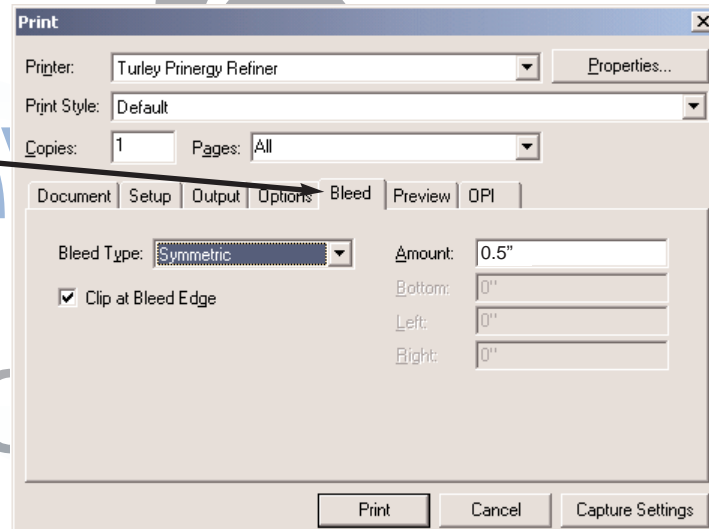 Print
Printer: Turley Prinergy Refiner Properties...
Print Style: Default
Copies: 1 Pages: All
Document Setup Output Options Bleed Preview OPI
Bleed Type: Symmetric Amount: 0.5”
Clip at Bleed Edge Bottom: 0"
Left: 0"
Right: 0"
Print Cancel Capture Settings